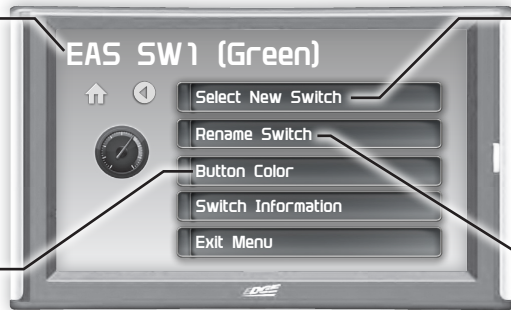 EAS SW1 (Green)
Select New Switch
Rename Switch
Button Color
Switch Information
Exit Menu
EDGE